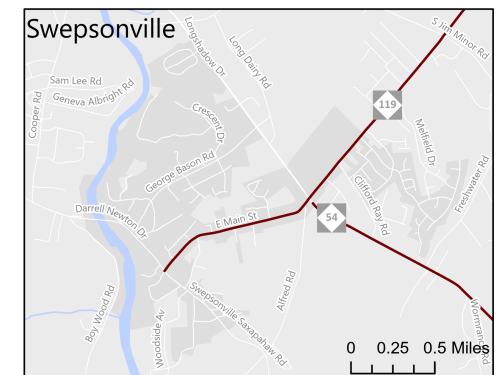 Swepsonville
S Jim Minor Rd
Longshadow Dr
Long Dairy Rd
Sam Lee Rd
Geneva Albright Rd
Cooper Rd
119
Crescent Dr
Melfield Dr
George Bason Rd
Freshwater Rd
Clifford Ray Rd
Darrell Newton Dr
E Main St
54
Alfred Rd
Swepsonville Saxapahaw Rd
Boy Wood Rd
Woodside Av
Wormranch Rd
0 0.25 0.5 Miles